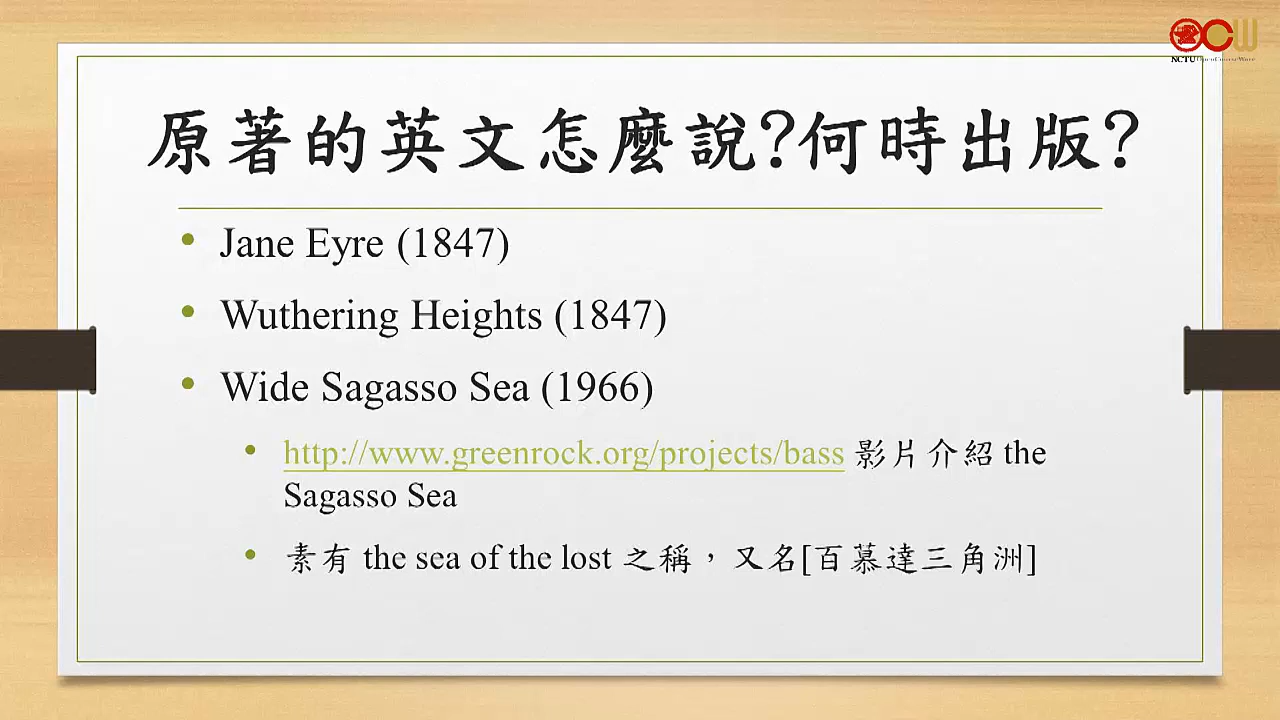 OCW
NCTU OpenCourseWare
原著的英文怎麼說?何時出版?
• Jane Eyre (1847)
• Wuthering Heights (1847)
• Wide Sagasso Sea (1966)
• http://www.greenrock.org/projects/bass 影片介紹 the
Sagasso Sea
• 素有 the sea of the lost 之稱，又名[百慕達三角洲]